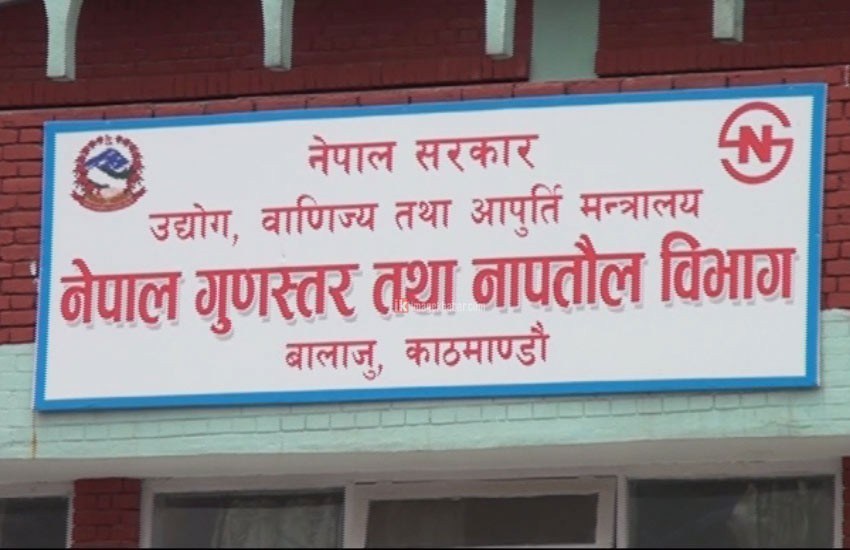 नेपाल सरकार
N
उद्योग, वाणिज्य तथा आपुर्ति मन्त्रालय
नेपाल गुणस्तर तथा नापतौल विभाग
बालाजु, काठमाण्डौ